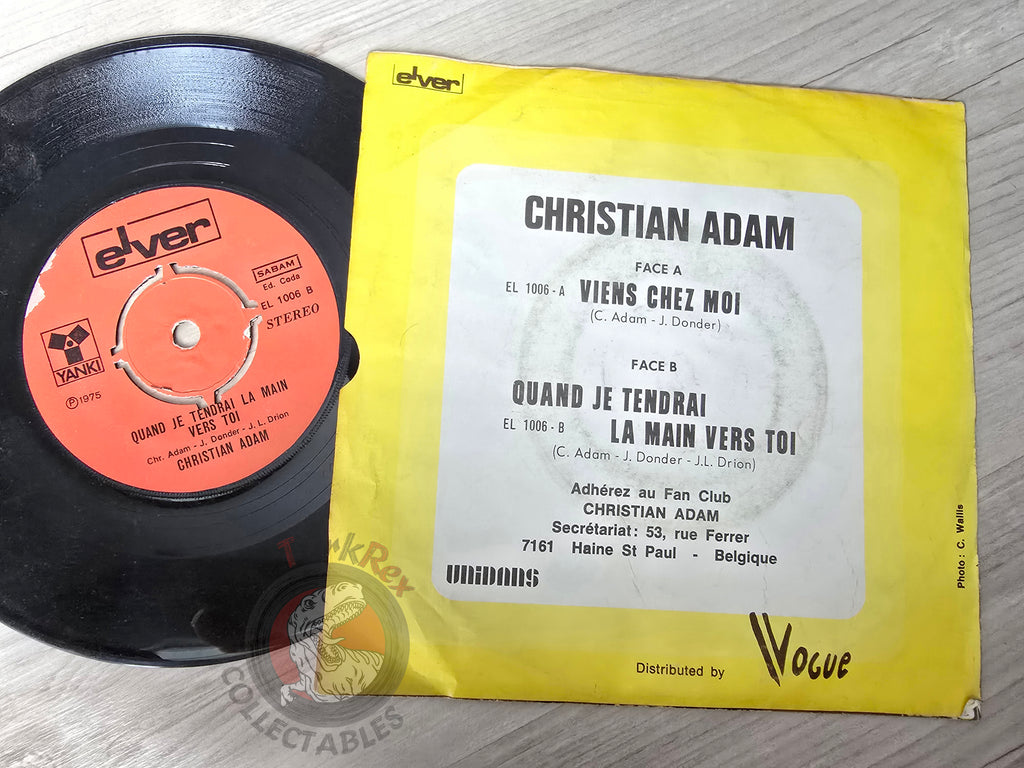 elver
SABAM
Ed. Coda
EL 1006 B
STEREO
YANKI
Ⓟ1975
QUAND JE TENDRAI LA MAIN
VERS TOI
Chr. Adam - J. Donder - J.L. Drion
CHRISTIAN ADAM
elver
CHRISTIAN ADAM
FACE A
EL 1006 - A VIENS CHEZ MOI
(C. Adam - J. Donder)
FACE B
QUAND JE TENDRAI
EL 1006 - B LA MAIN VERS TOI
(C. Adam - J. Donder - J.L. Drion)
Adhérez au Fan Club
CHRISTIAN ADAM
Secrétariat : 53, rue Ferrer
7161 Haine St Paul - Belgique
UNIDANS
Photo : C. Wallis
Distributed by VOGUE
COLLECTABLES